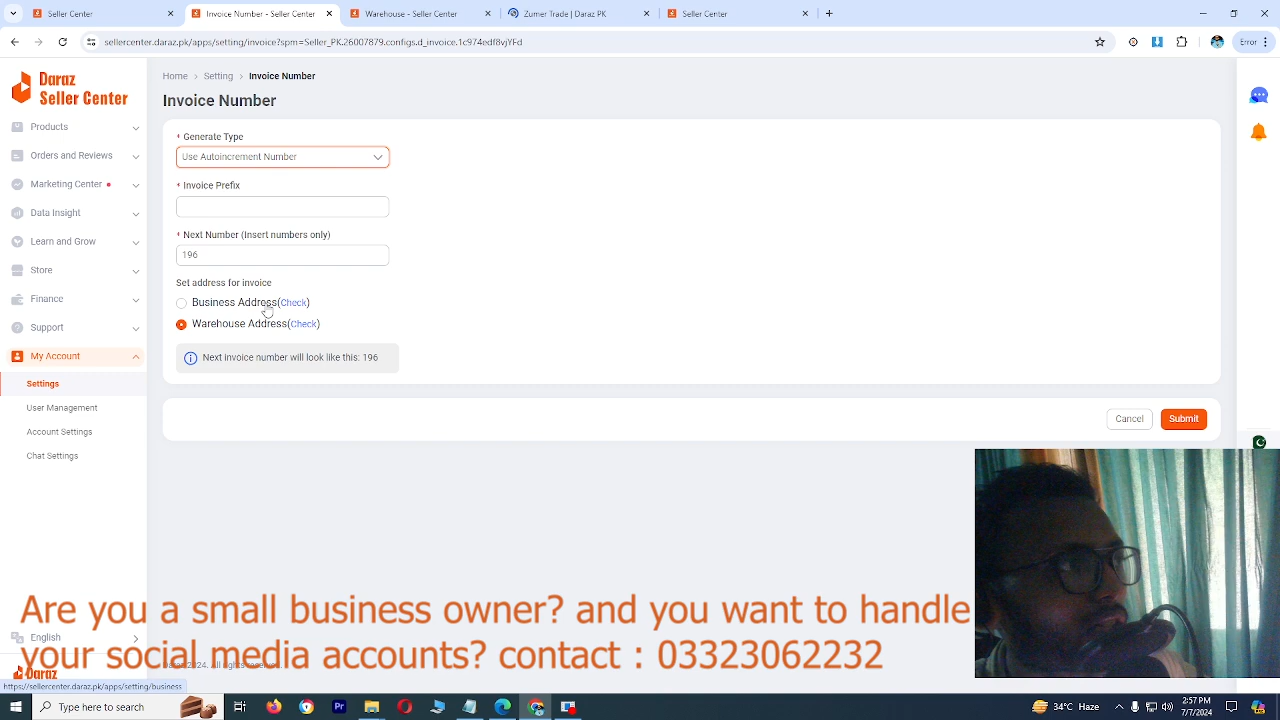 Seller Center
Invoice Number - Seller Center
Warehouse - Seller Center
Zumer Trade | Daraz PK
Seller Center
sellercenter.daraz.pk/apps/setting/invoice?spm=Seller_PK.26007879.configs.d_invoice.1c974edf8vjYFd
Error
Daraz
Seller Center
Products
Orders and Reviews
Marketing Center
Data Insight
Learn and Grow
Store
Finance
Support
My Account
Settings
User Management
Account Settings
Chat Settings
English
Home > Setting > Invoice Number
Invoice Number
* Generate Type
Use Autoincrement Number
* Invoice Prefix
* Next Number (Insert numbers only)
196
Set address for invoice
Business Address(Check)
Warehouse Address(Check)
Next invoice number will look like this: 196
Cancel
Submit
Are you a small business owner? and you want to handle
your social media accounts? contact : 03323062232
Daraz
https://sellercenter.daraz.pk/apps/setting/business
Type here to search
34°C Haze
2:57 PM
7/7/2024